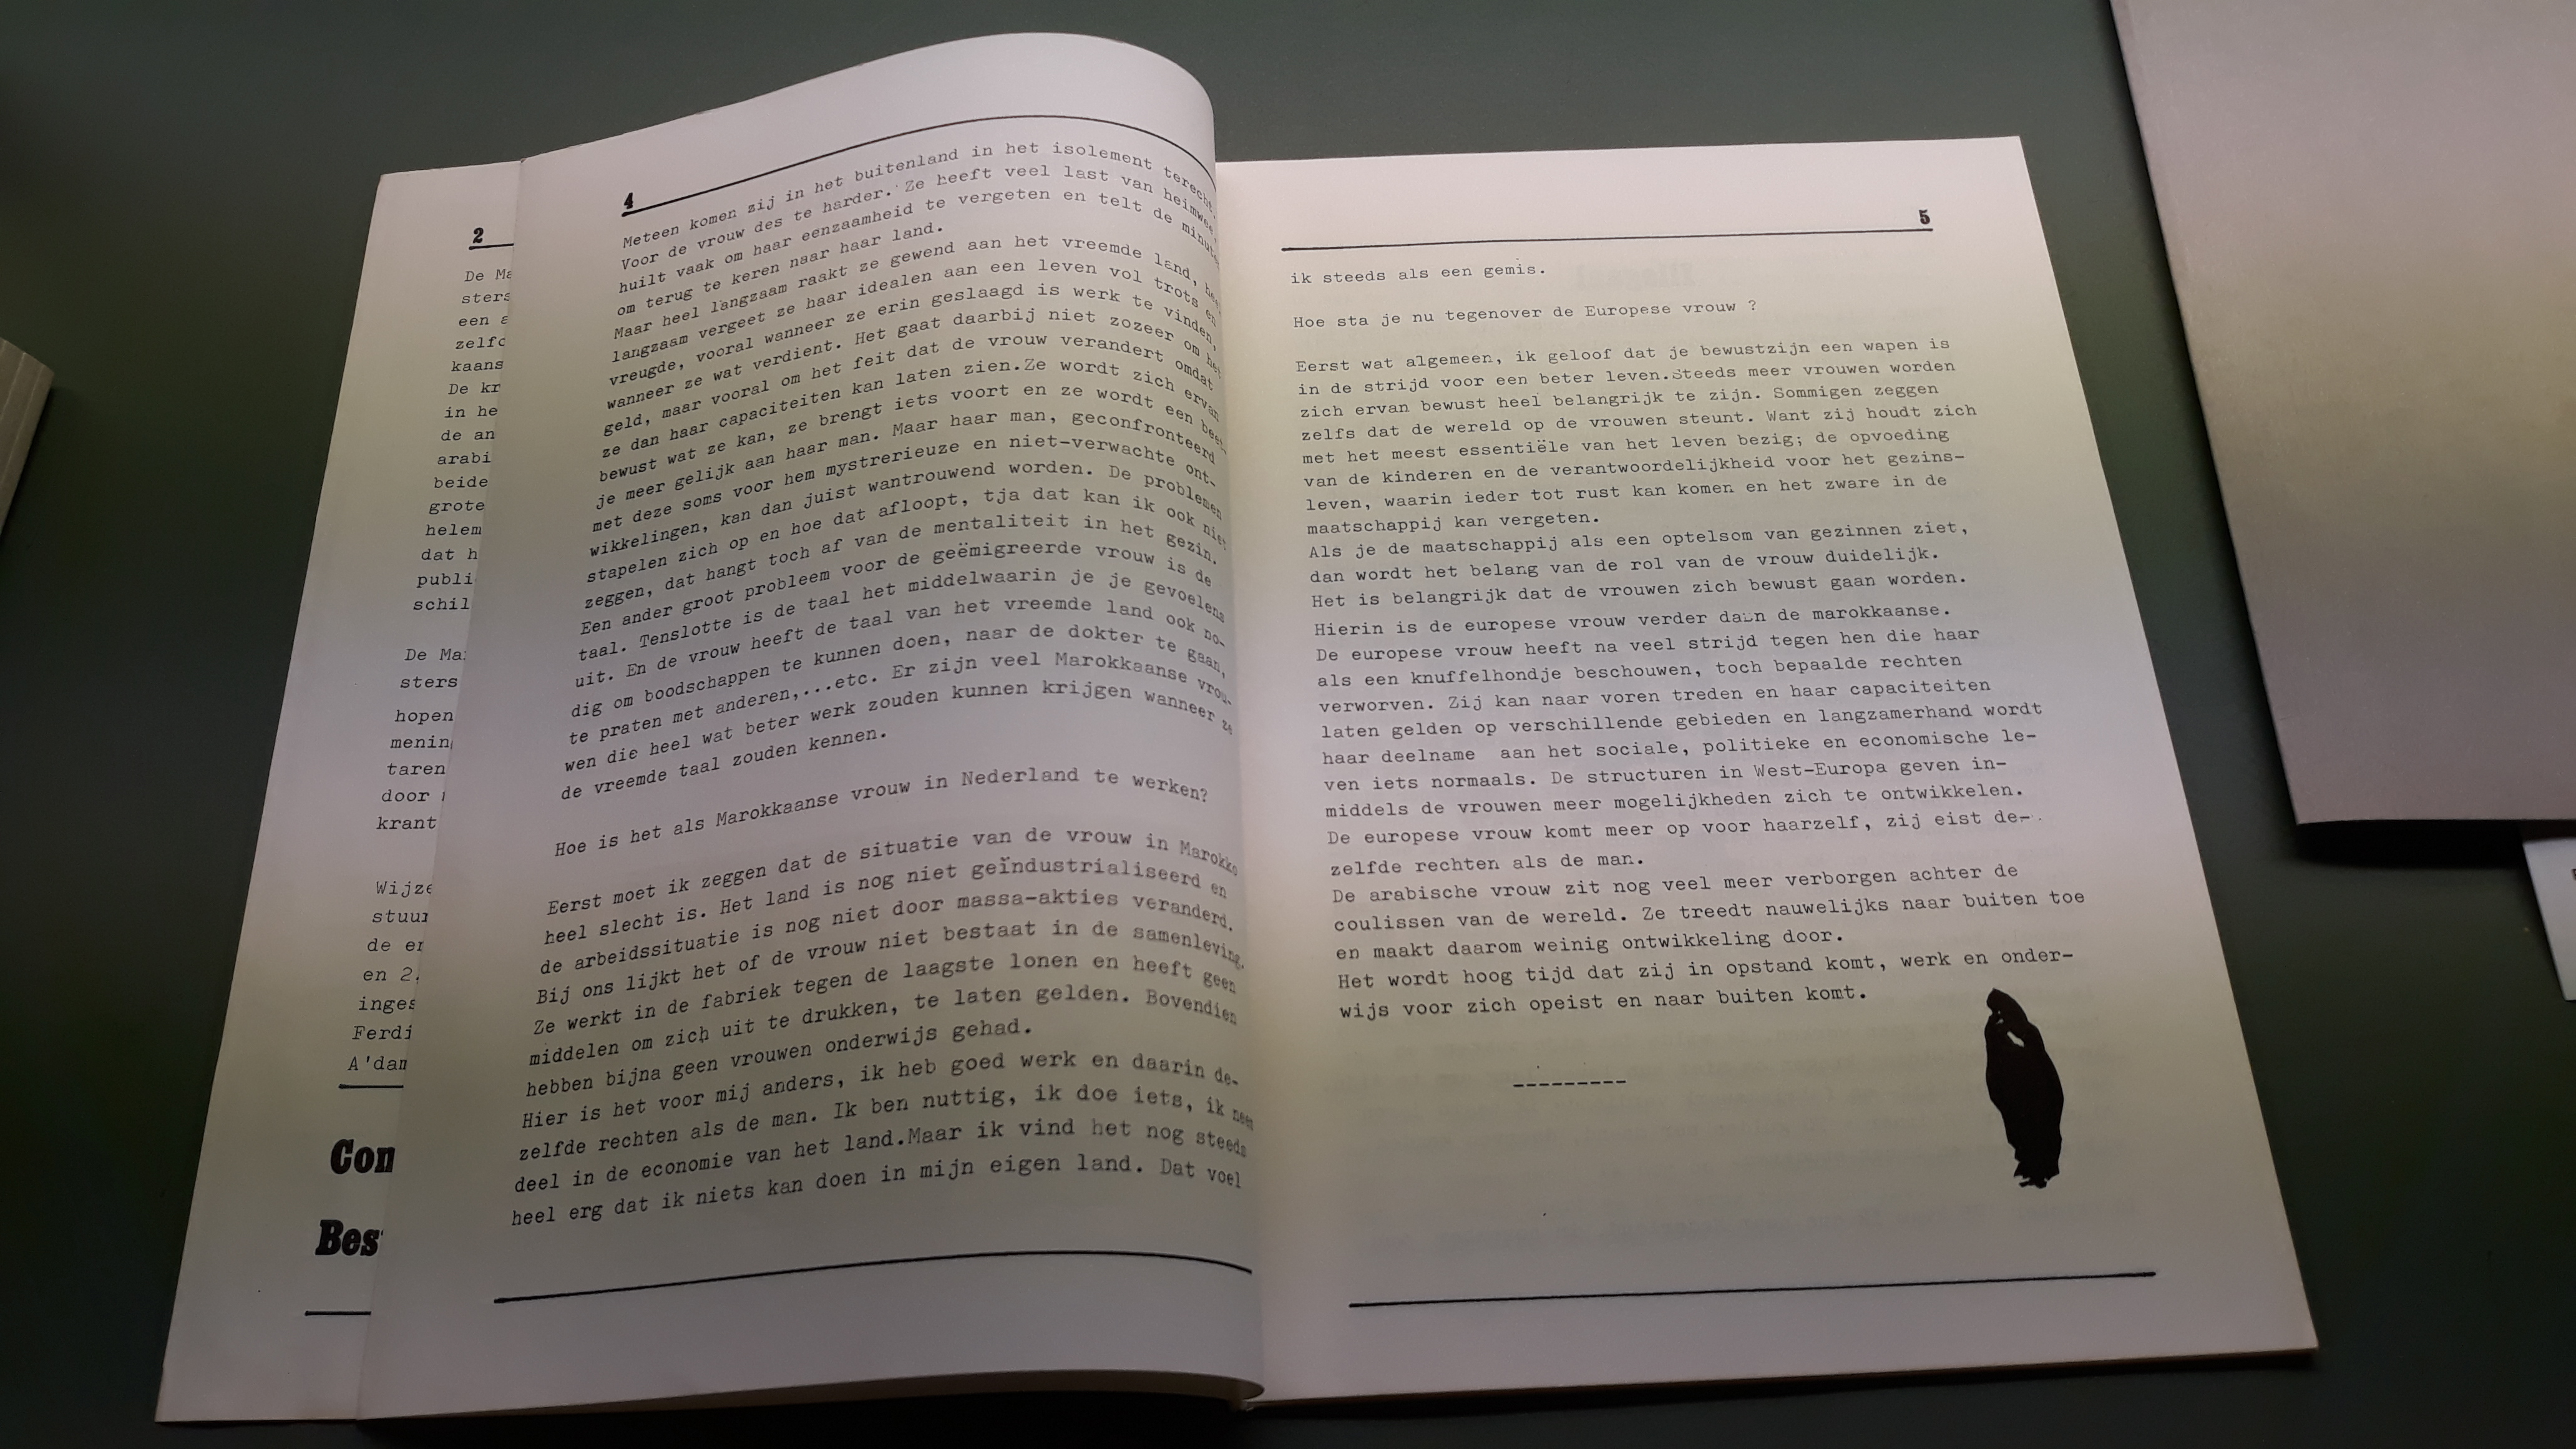 2
De Ma
sters
een a
zelfd
kaans
De kr
in he
de an
arabi
beide
grote
helem
dat h
publi
schil
De Ma
sters
hopen
menin
taren
door
krant
Wijze
stuur
de er
en 2.
inges
Ferdi
A'dam
Con
Bes
4
Meteen komen zij in het buitenland in het isolement terecht.
Voor de vrouw des te harder. Ze heeft veel last van heimwee,
huilt vaak om haar eenzaamheid te vergeten en telt de minuts
om terug te keren naar haar land.
Maar heel langzaam raakt ze gewend aan het vreemde land, heel
langzaam vergeet ze haar idealen aan een leven vol trots en
vreugde, vooral wanneer ze erin geslaagd is werk te vinden,
wanneer ze wat verdient. Het gaat daarbij niet zozeer om het
geld, maar vooral om het feit dat de vrouw verandert omdat
ze dan haar capaciteiten kan laten zien.Ze wordt zich ervan
bewust wat ze kan, ze brengt iets voort en ze wordt een beet-
je meer gelijk aan haar man. Maar haar man, geconfronteerd
met deze soms voor hem mystrerieuze en niet-verwachte ont-
wikkelingen, kan dan juist wantrouwend worden. De problemen
stapelen zich op en hoe dat afloopt, tja dat kan ik ook niet
zeggen, dat hangt toch af van de mentaliteit in het gezin.
Een ander groot probleem voor de geëmigreerde vrouw is de
taal. Tenslotte is de taal het middelwaarin je je gevoelens
uit. En de vrouw heeft de taal van het vreemde land ook no-
dig om boodschappen te kunnen doen, naar de dokter te gaan,
te praten met anderen,...etc. Er zijn veel Marokkaanse vrou-
wen die heel wat beter werk zouden kunnen krijgen wanneer ze
de vreemde taal zouden kennen.
Hoe is het als Marokkaanse vrouw in Nederland te werken?
Eerst moet ik zeggen dat de situatie van de vrouw in Marokko
heel slecht is. Het land is nog niet geïndustrialiseerd en
de arbeidssituatie is nog niet door massa-akties veranderd.
Bij ons lijkt het of de vrouw niet bestaat in de samenleving.
Ze werkt in de fabriek tegen de laagste lonen en heeft geen
middelen om zich uit te drukken, te laten gelden. Bovendien
hebben bijna geen vrouwen onderwijs gehad.
Hier is het voor mij anders, ik heb goed werk en daarin de-
zelfde rechten als de man. Ik ben nuttig, ik doe iets, ik neem
deel in de economie van het land.Maar ik vind het nog steeds
heel erg dat ik niets kan doen in mijn eigen land. Dat voel
5
ik steeds als een gemis.
Hoe sta je nu tegenover de Europese vrouw ?
Eerst wat algemeen, ik geloof dat je bewustzijn een wapen is
in de strijd voor een beter leven.Steeds meer vrouwen worden
zich ervan bewust heel belangrijk te zijn. Sommigen zeggen
zelfs dat de wereld op de vrouwen steunt. Want zij houdt zich
met het meest essentiële van het leven bezig; de opvoeding
van de kinderen en de verantwoordelijkheid voor het gezins-
leven, waarin ieder tot rust kan komen en het zware in de
maatschappij kan vergeten.
Als je de maatschappij als een optelsom van gezinnen ziet,
dan wordt het belang van de rol van de vrouw duidelijk.
Het is belangrijk dat de vrouwen zich bewust gaan worden.
Hierin is de europese vrouw verder daan de marokkaanse.
De europese vrouw heeft na veel strijd tegen hen die haar
als een knuffelhondje beschouwen, toch bepaalde rechten
verworven. Zij kan naar voren treden en haar capaciteiten
laten gelden op verschillende gebieden en langzamerhand wordt
haar deelname aan het sociale, politieke en economische le-
ven iets normaals. De structuren in West-Europa geven in-
middels de vrouwen meer mogelijkheden zich te ontwikkelen.
De europese vrouw komt meer op voor haarzelf, zij eist de-
zelfde rechten als de man.
De arabische vrouw zit nog veel meer verborgen achter de
coulissen van de wereld. Ze treedt nauwelijks naar buiten toe
en maakt daarom weinig ontwikkeling door.
Het wordt hoog tijd dat zij in opstand komt, werk en onder-
wijs voor zich opeist en naar buiten komt.
---------